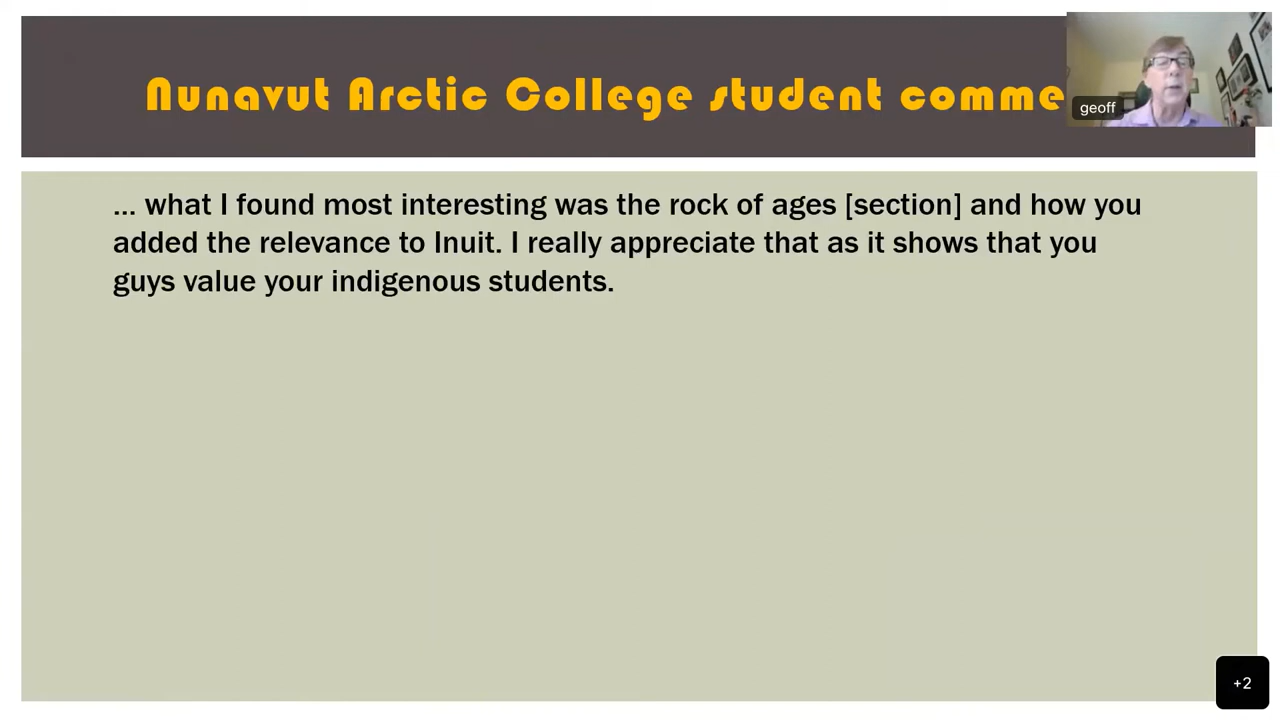 Nunavut Arctic College student comme
geoff
... what I found most interesting was the rock of ages [section] and how you
added the relevance to Inuit. I really appreciate that as it shows that you
guys value your indigenous students.
+2